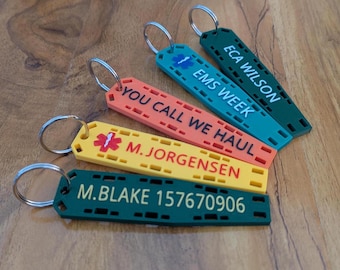 ECA WILSON
EMS WEEK
YOU CALL WE HAUL
M.JORGENSEN
M.BLAKE 157670906